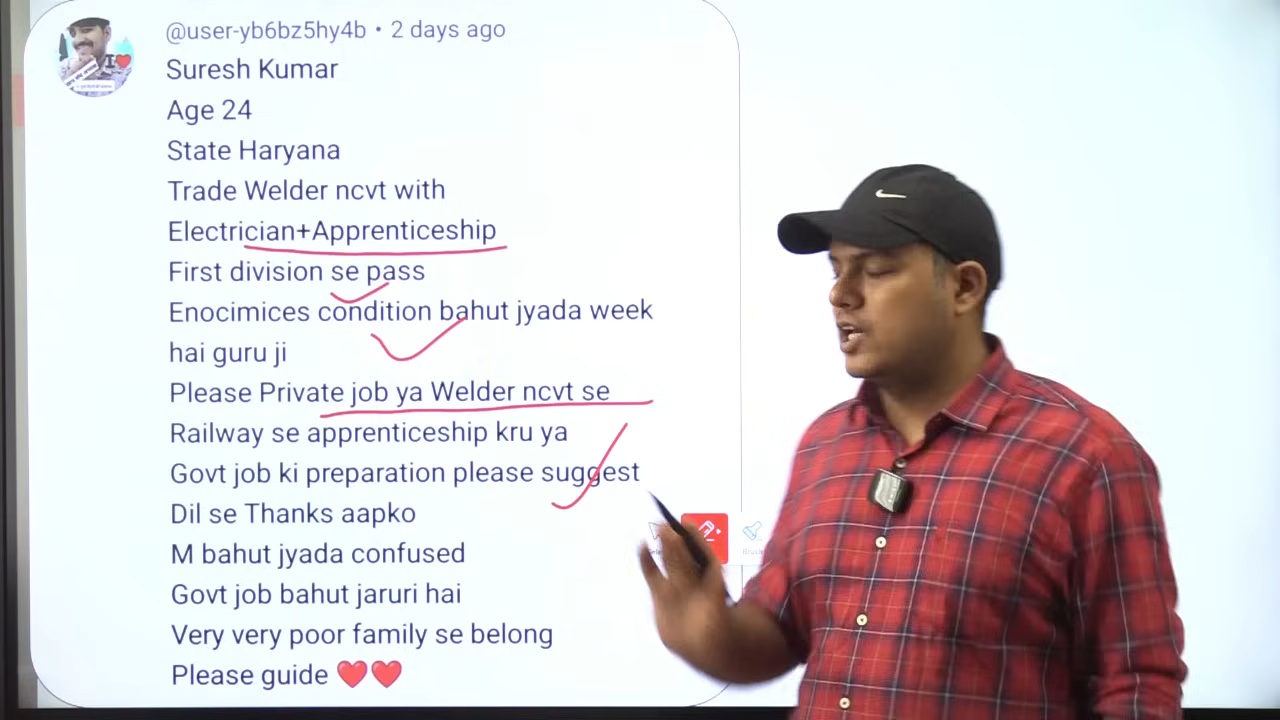 @user-yb6bz5hy4b • 2 days ago
Suresh Kumar
Age 24
State Haryana
Trade Welder ncvt with
Electrician+Apprenticeship
First division se pass
Enocimices condition bahut jyada week
hai guru ji
Please Private job ya Welder ncvt se
Railway se apprenticeship kru ya
Govt job ki preparation please suggest
Dil se Thanks aapko
M bahut jyada confused
Govt job bahut jaruri hai
Very very poor family se belong
Please guide ❤️❤️